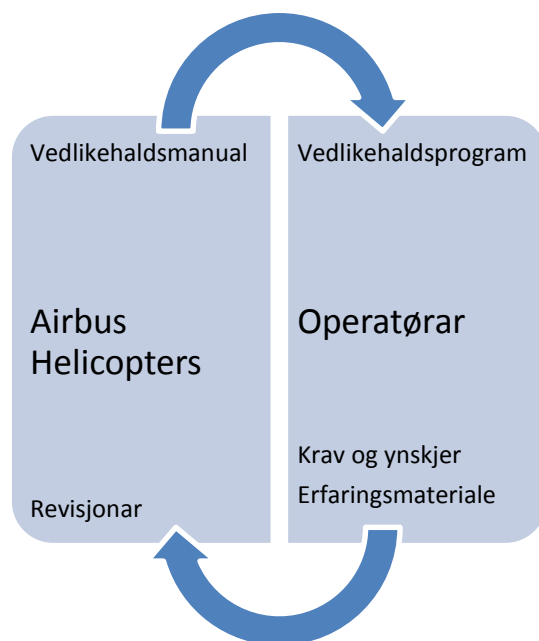 Vedlikehaldsmanual
Airbus
Helicopters
Revisjonar
Vedlikehaldsprogram
Operatørar
Krav og ynskjer
Erfaringsmateriale